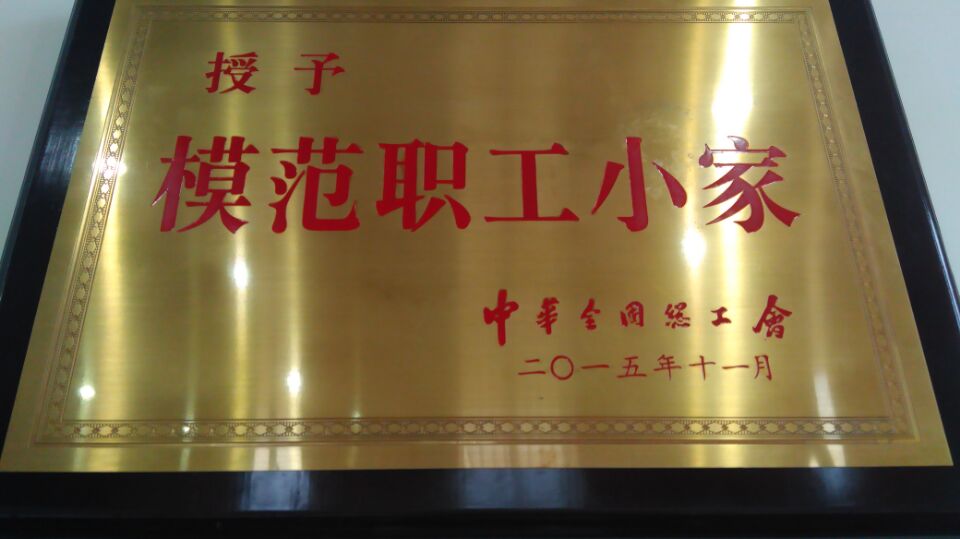 授予
模范职工小家
中华全国总工會
二〇一五年十一月